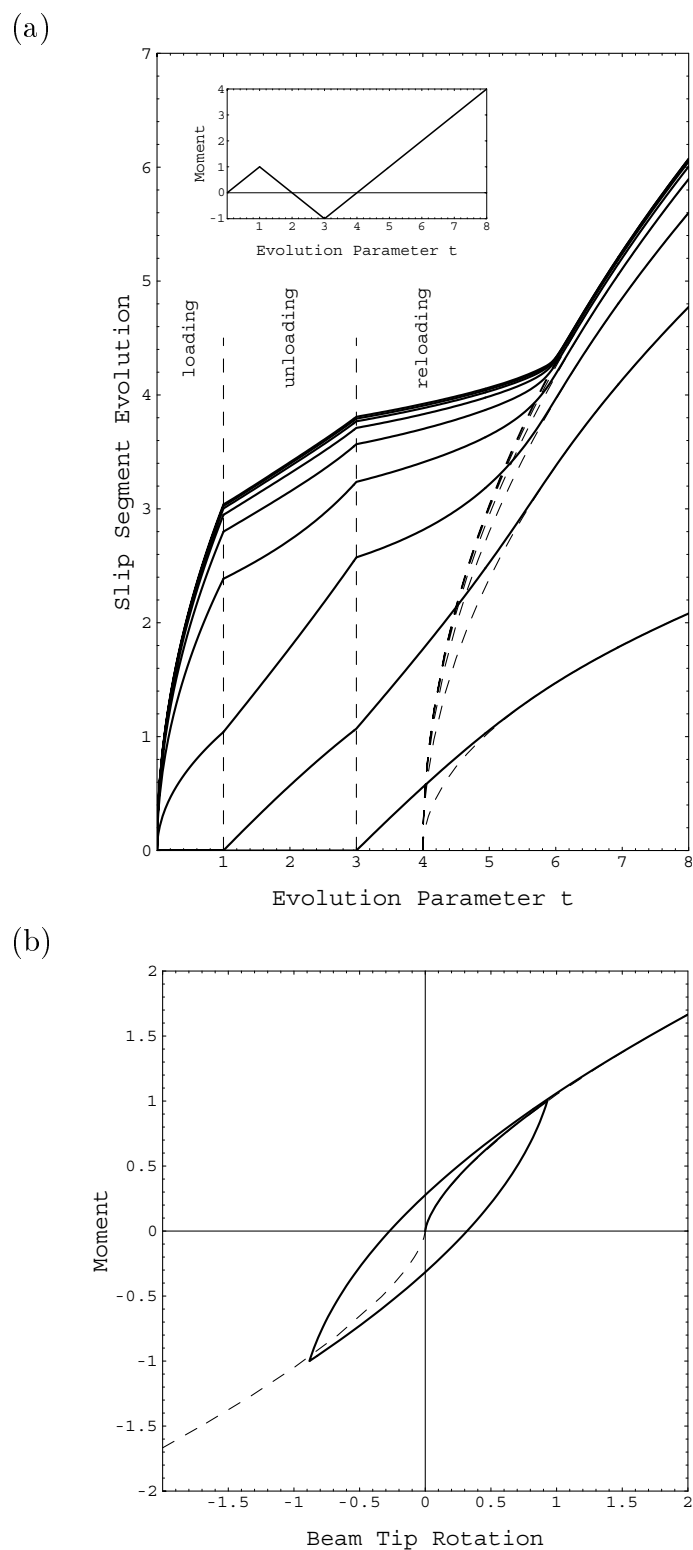 (a)
7
6
5
4
3
2
1
0
Slip Segment Evolution
4
3
2
1
0
-1
Moment
1 2 3 4 5 6 7 8
Evolution Parameter t
loading
unloading
reloading
1 2 3 4 5 6 7 8
Evolution Parameter t
(b)
2
1.5
1
0.5
0
-0.5
-1
-1.5
-2
Moment
-1.5 -1 -0.5 0 0.5 1 1.5 2
Beam Tip Rotation